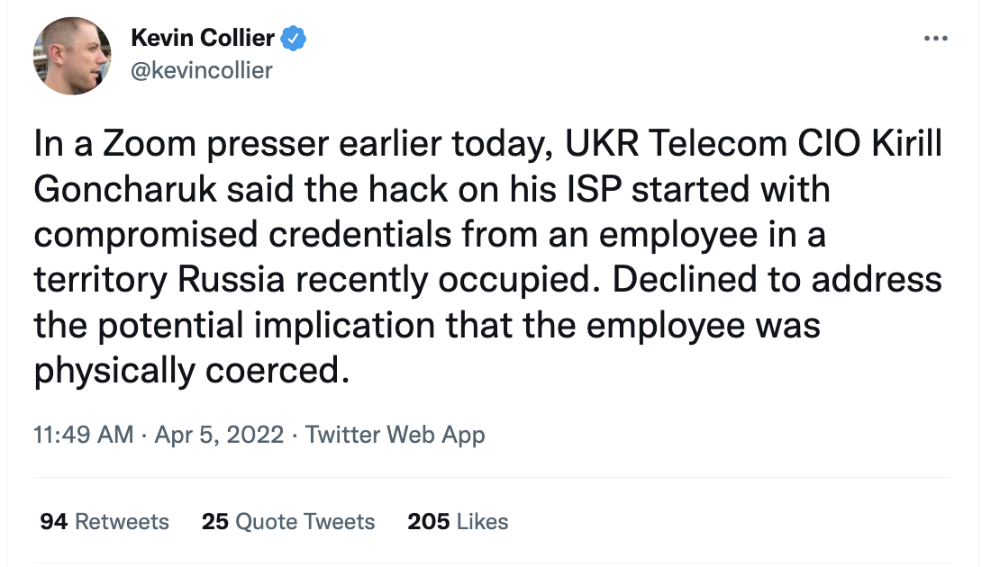 Kevin Collier
@kevincollier
In a Zoom presser earlier today, UKR Telecom CIO Kirill
Goncharuk said the hack on his ISP started with
compromised credentials from an employee in a
territory Russia recently occupied. Declined to address
the potential implication that the employee was
physically coerced.
11:49 AM · Apr 5, 2022 · Twitter Web App
94 Retweets 25 Quote Tweets 205 Likes